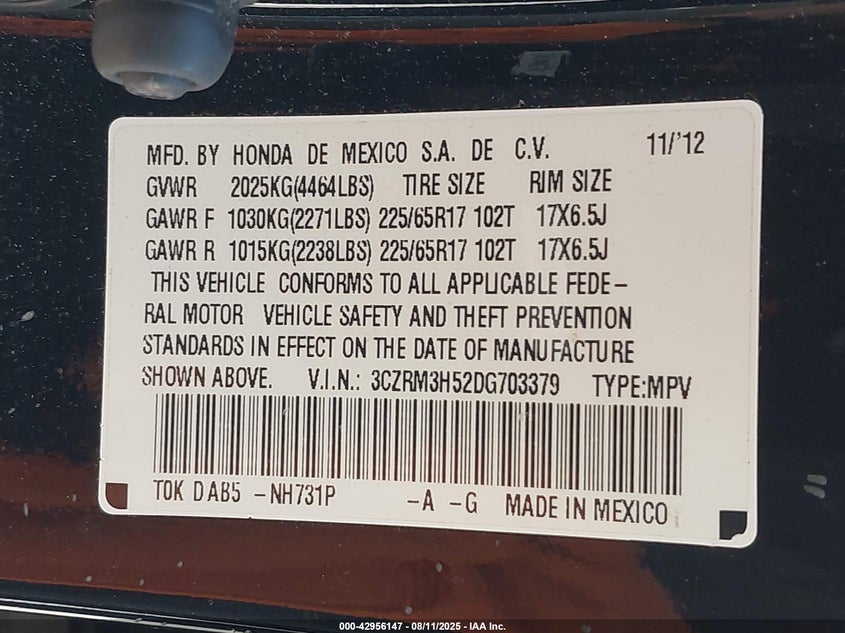 MFD. BY HONDA DE MEXICO S.A. DE C.V. 11/'12
GVWR 2025KG(4464LBS) TIRE SIZE RIM SIZE
GAWR F 1030KG(2271LBS) 225/65R17 102T 17X6.5J
GAWR R 1015KG(2238LBS) 225/65R17 102T 17X6.5J
THIS VEHICLE CONFORMS TO ALL APPLICABLE FEDE-
RAL MOTOR VEHICLE SAFETY AND THEFT PREVENTION
STANDARDS IN EFFECT ON THE DATE OF MANUFACTURE
SHOWN ABOVE. V.I.N.: 3CZRM3H52DG703379 TYPE:MPV
T0K DAB5 -NH731P -A -G MADE IN MEXICO
000-42956147 - 08/11/2025 - IAA Inc.